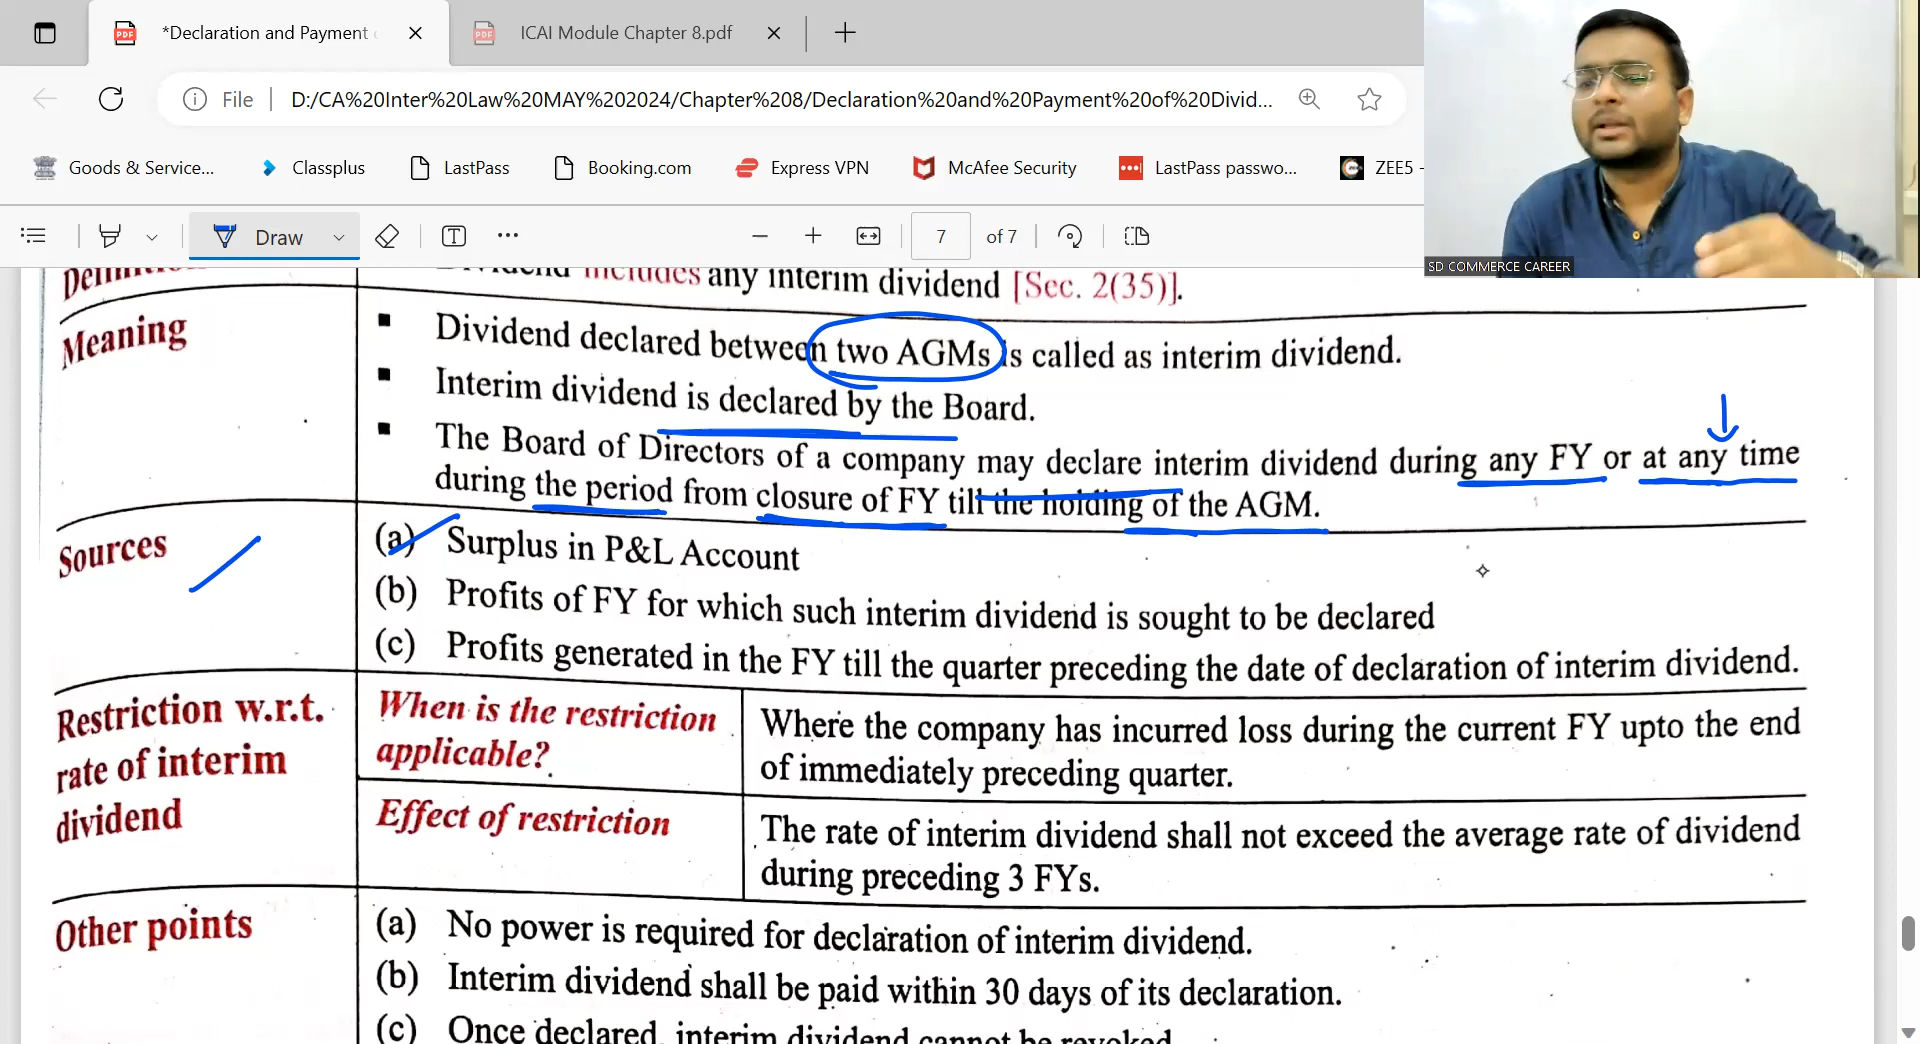 *Declaration and Payment
ICAI Module Chapter 8.pdf
File
D:/CA%20Inter%20Law%20MAY%202024/Chapter%208/Declaration%20and%20Payment%20of%20Divid...
Goods & Service...
Classplus
LastPass
Booking.com
Express VPN
McAfee Security
LastPass passwo...
ZEE5 -
Draw
7
of 7
SD COMMERCE CAREER
Definition
Dividend includes any interim dividend [Sec. 2(35)].
Meaning
▪ Dividend declared between two AGMs is called as interim dividend.
▪ Interim dividend is declared by the Board.
▪ The Board of Directors of a company may declare interim dividend during any FY or at any time
during the period from closure of FY till the holding of the AGM.
Sources
(a) Surplus in P&L Account
(b) Profits of FY for which such interim dividend is sought to be declared
(c) Profits generated in the FY till the quarter preceding the date of declaration of interim dividend.
Restriction w.r.t.
rate of interim
dividend
When is the restriction
applicable?
Where the company has incurred loss during the current FY upto the end
of immediately preceding quarter.
Effect of restriction
The rate of interim dividend shall not exceed the average rate of dividend
during preceding 3 FYs.
Other points
(a) No power is required for declaration of interim dividend.
(b) Interim dividend shall be paid within 30 days of its declaration.
(c) Once declared, interim dividend cannot be revoked.